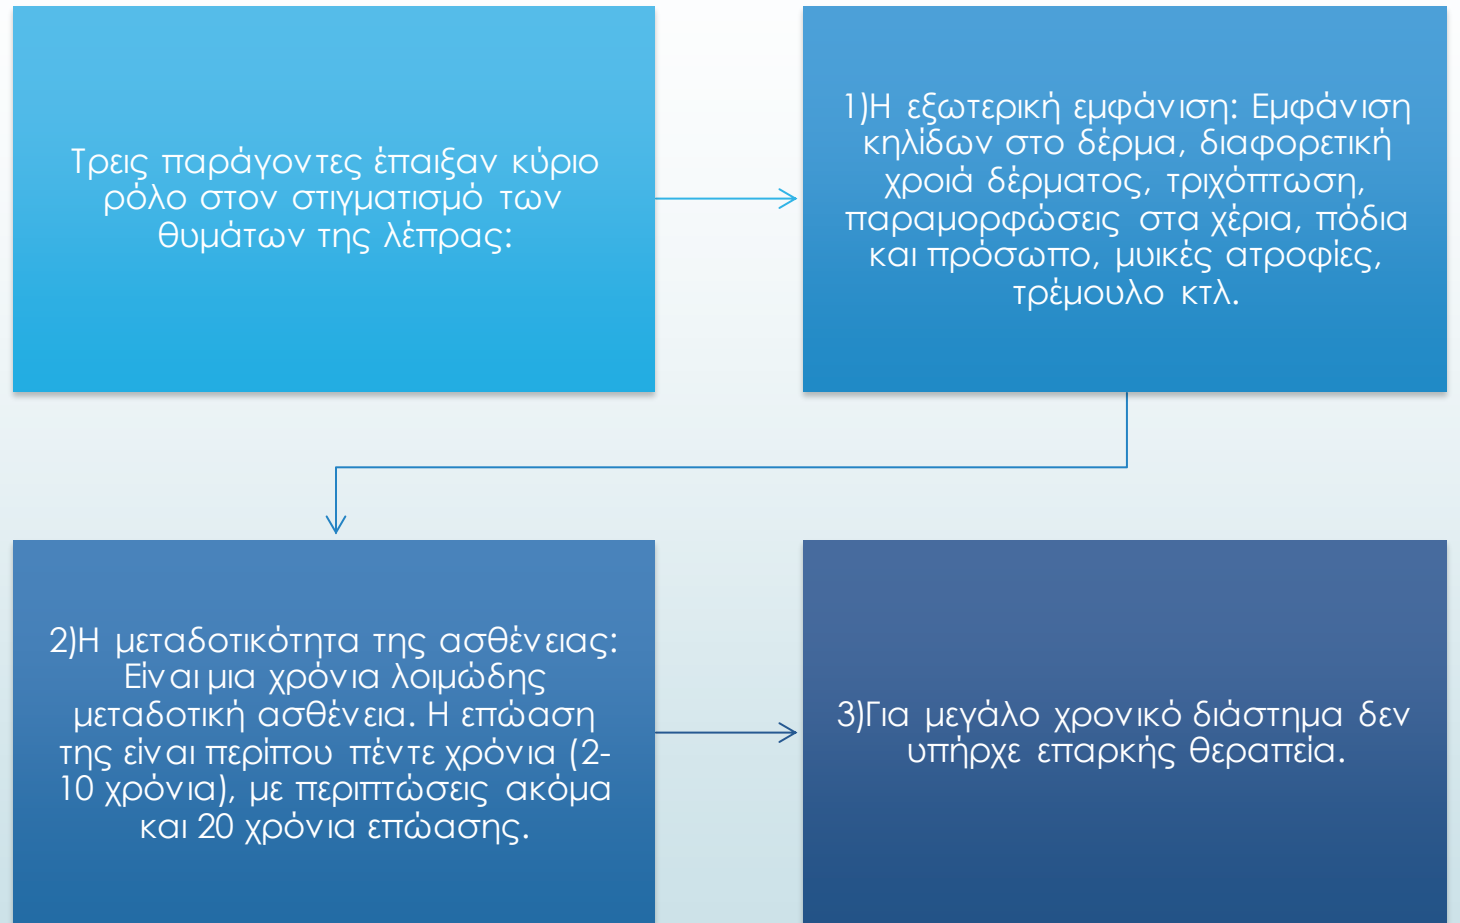 Τρεις παράγοντες έπαιξαν κύριο
ρόλο στον στιγματισμό των
θυμάτων της λέπρας:
1)Η εξωτερική εμφάνιση: Εμφάνιση
κηλίδων στο δέρμα, διαφορετική
χροιά δέρματος, τριχόπτωση,
παραμορφώσεις στα χέρια, πόδια
και πρόσωπο, μυικές ατροφίες,
τρέμουλο κτλ.
2)Η μεταδοτικότητα της ασθένειας:
Είναι μια χρόνια λοιμώδης
μεταδοτική ασθένεια. Η επώαση
της είναι περίπου πέντε χρόνια (2-
10 χρόνια), με περιπτώσεις ακόμα
και 20 χρόνια επώασης.
3)Για μεγάλο χρονικό διάστημα δεν
υπήρχε επαρκής θεραπεία.